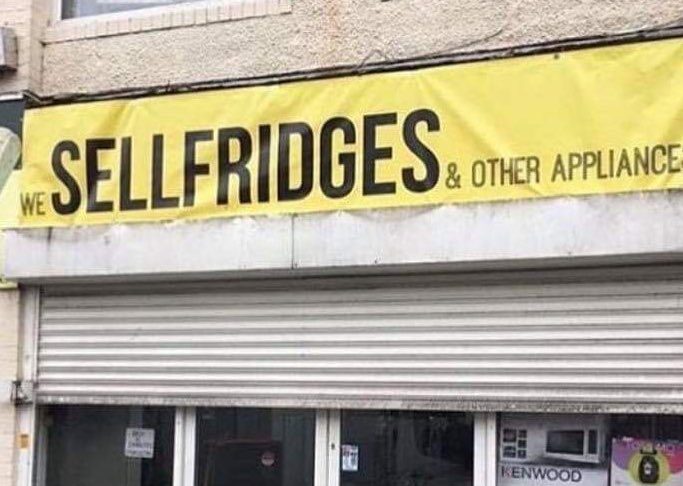 WE SELLFRIDGES & OTHER APPLIANCE
KENWOOD